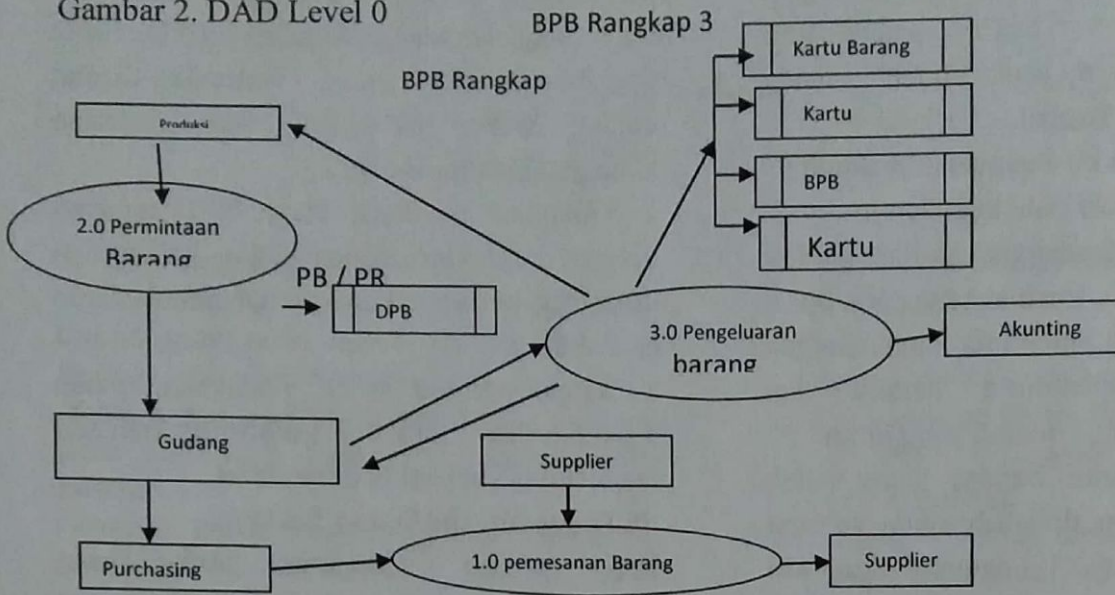 Gambar 2. DAD Level 0
BPB Rangkap 3
BPB Rangkap
Kartu Barang
Kartu
BPB
Kartu
Produksi
2.0 Permintaan
Barang
PB / PR
DPB
3.0 Pengeluaran
barang
Akunting
Gudang
Supplier
Purchasing
1.0 pemesanan Barang
Supplier